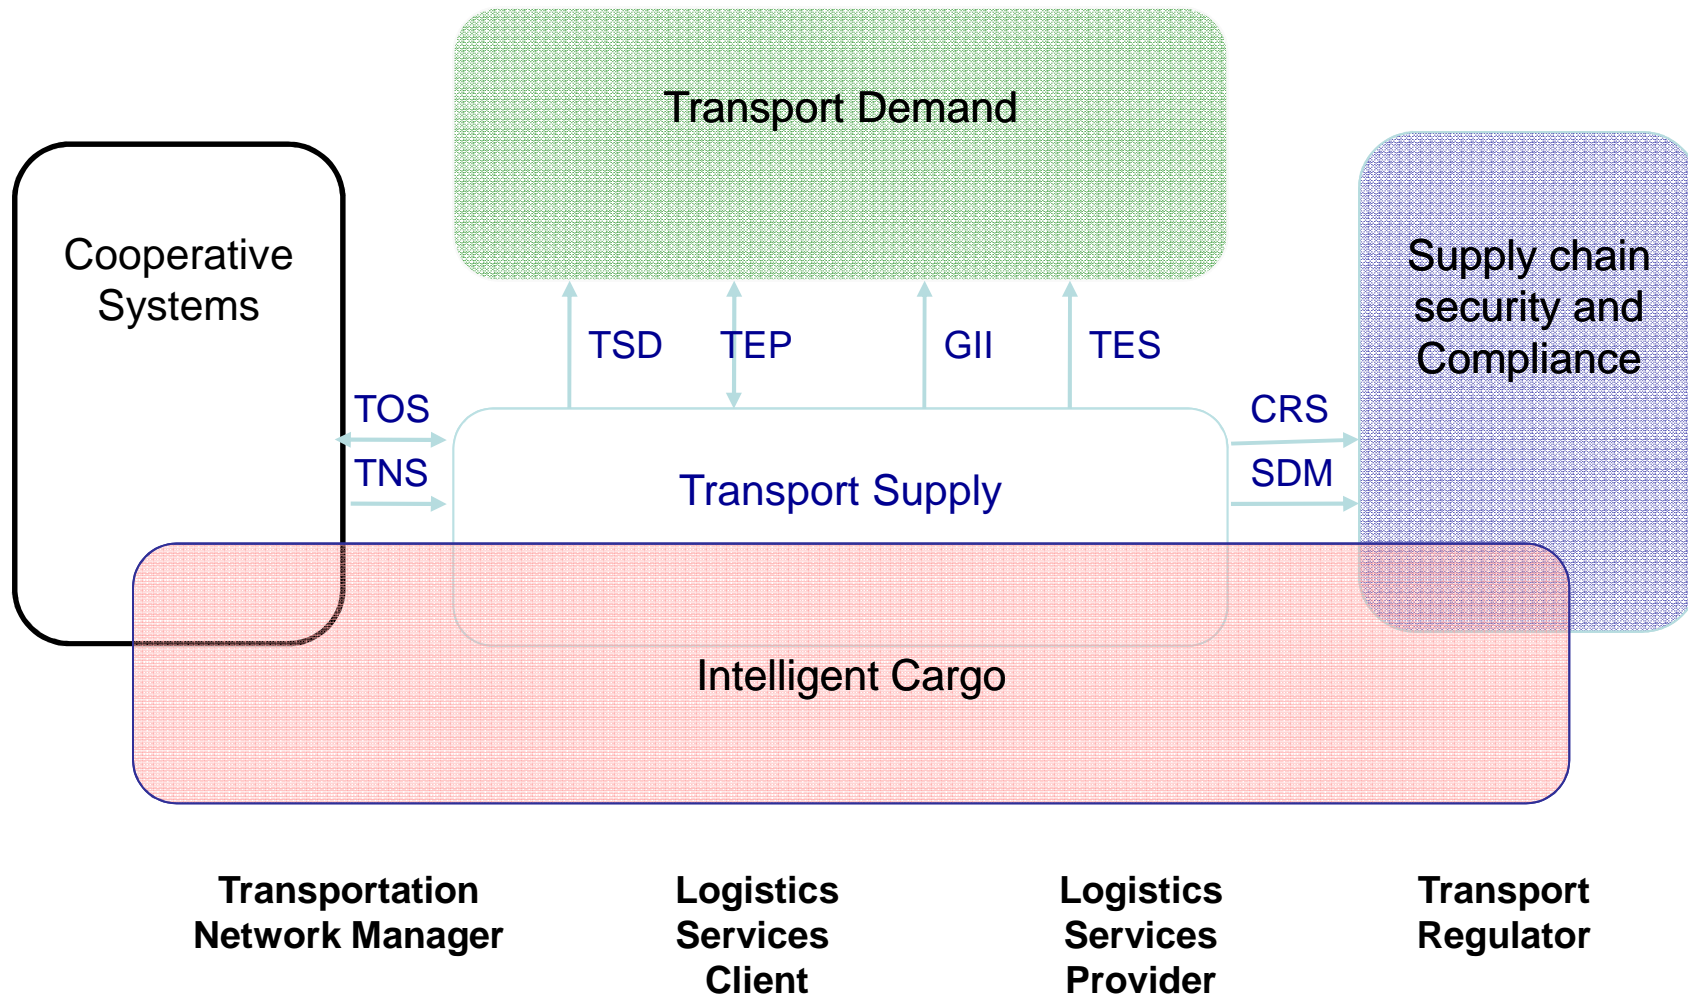 Transport Demand
Cooperative
Systems
Supply chain
security and
Compliance
TSD
TEP
GII
TES
TOS
CRS
TNS
SDM
Transport Supply
Intelligent Cargo
Transportation
Network Manager
Logistics
Services
Client
Logistics
Services
Provider
Transport
Regulator